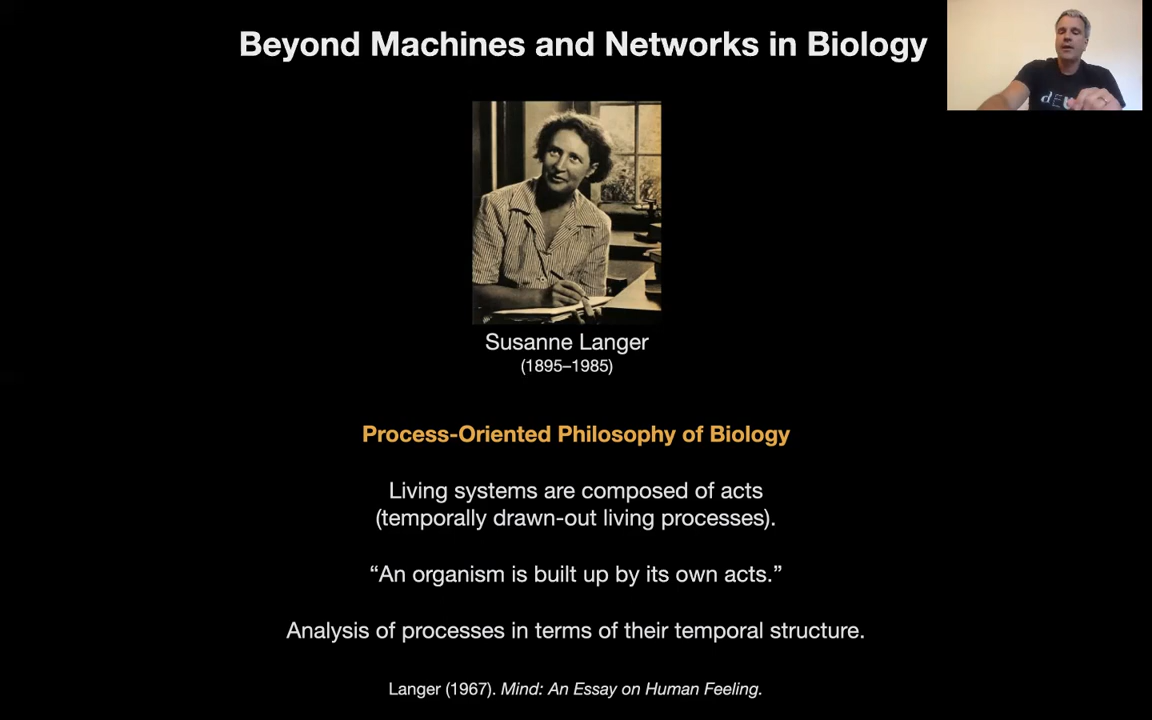 Beyond Machines and Networks in Biology
Susanne Langer
(1895–1985)
Process-Oriented Philosophy of Biology
Living systems are composed of acts
(temporally drawn-out living processes).
“An organism is built up by its own acts.”
Analysis of processes in terms of their temporal structure.
Langer (1967). Mind: An Essay on Human Feeling.